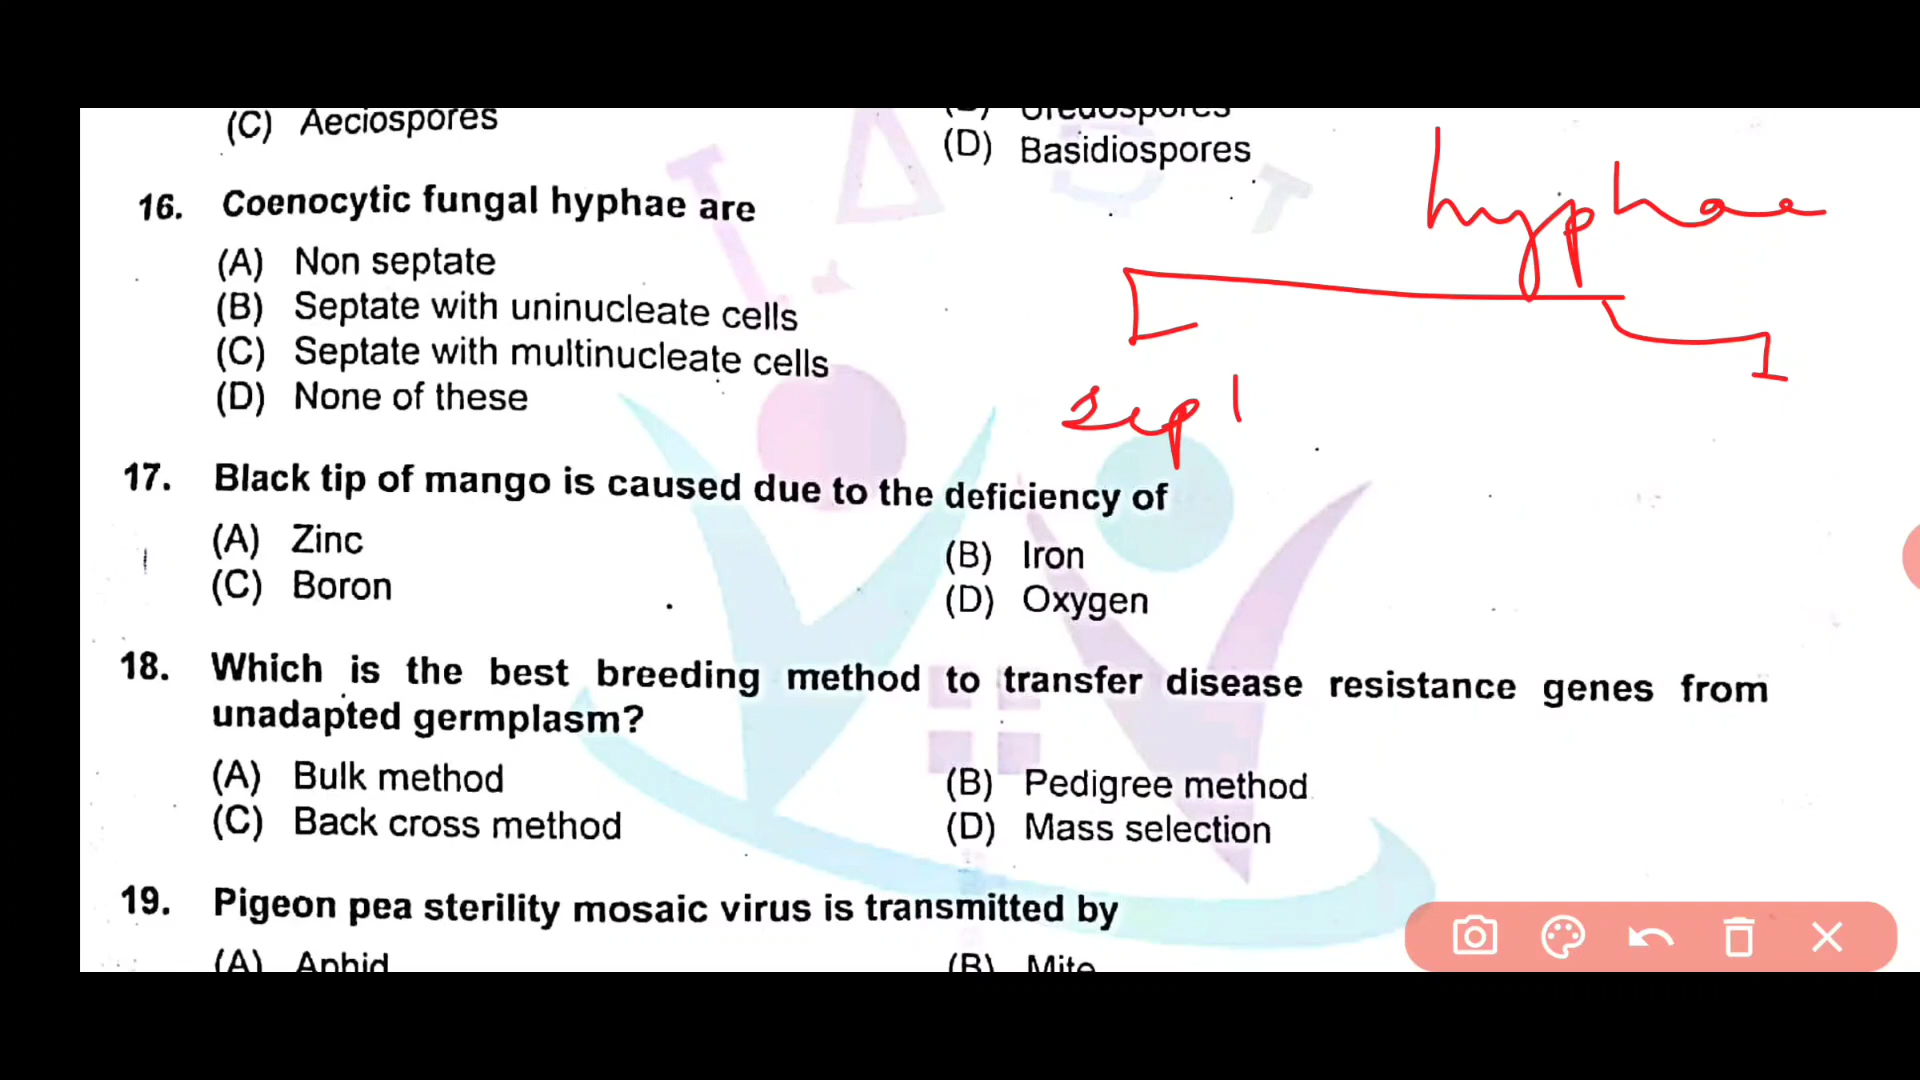 (C) Aeciospores
Uredospores
(D) Basidiospores
hyphae
16. Coenocytic fungal hyphae are
(A) Non septate
(B) Septate with uninucleate cells
(C) Septate with multinucleate cells
(D) None of these
sep
17. Black tip of mango is caused due to the deficiency of
(A) Zinc
(B) Iron
(C) Boron
(D) Oxygen
18. Which is the best breeding method to transfer disease resistance genes from
unadapted germplasm?
(A) Bulk method
(B) Pedigree method
(C) Back cross method
(D) Mass selection
19. Pigeon pea sterility mosaic virus is transmitted by
(A) Aphid
(B) Mite